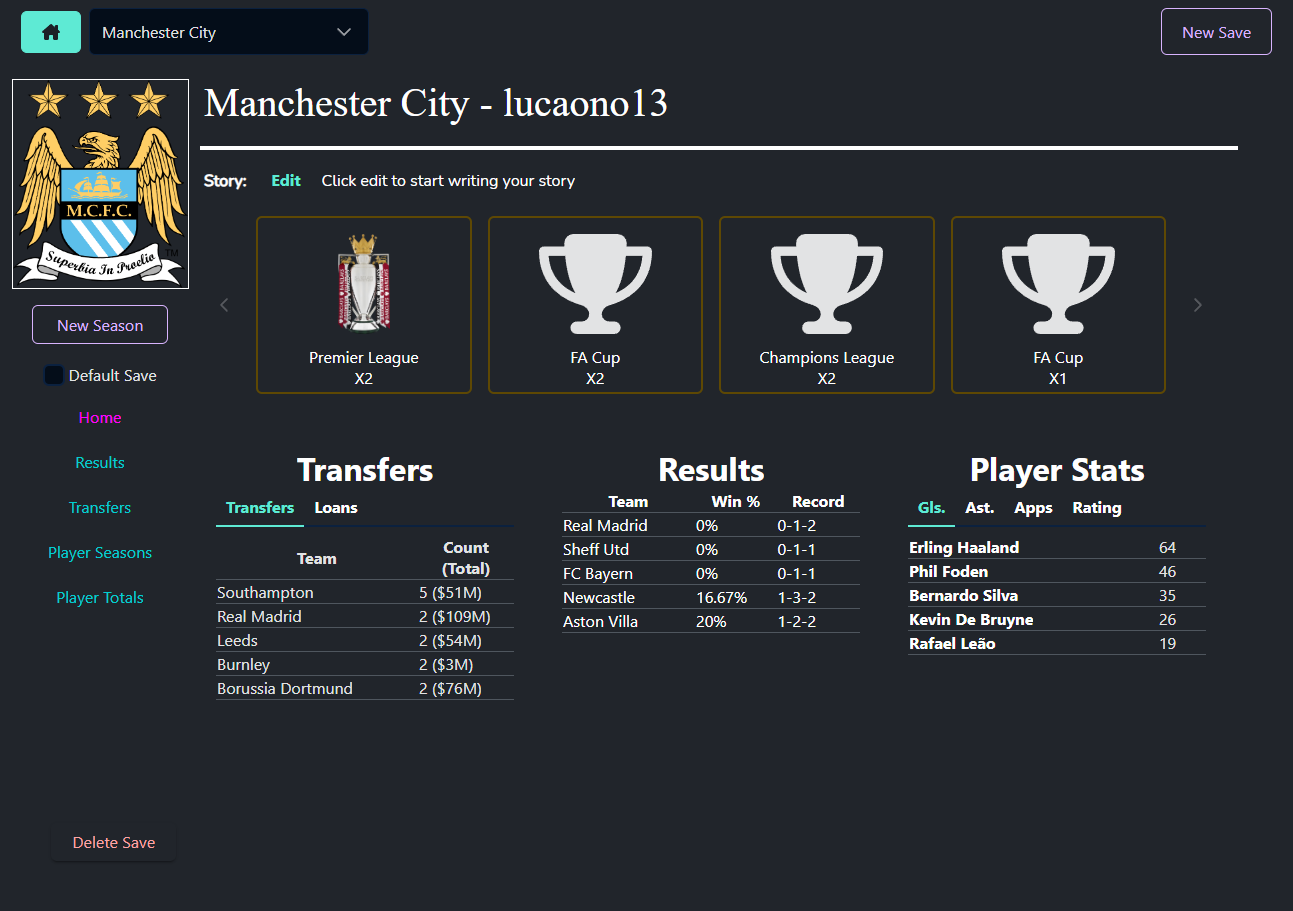 Manchester City
New Save
M.C.F.C.
Superbia In Proelio
TM
Manchester City - lucaono13
Story: Edit Click edit to start writing your story
Premier League
X2
FA Cup
X2
Champions League
X2
FA Cup
X1
New Season
Default Save
Home
Results
Transfers
Player Seasons
Player Totals
Delete Save
Transfers
Transfers Loans
Team Count
(Total)
Southampton 5 ($51M)
Real Madrid 2 ($109M)
Leeds 2 ($54M)
Burnley 2 ($3M)
Borussia Dortmund 2 ($76M)
Results
Team Win % Record
Real Madrid 0% 0-1-2
Sheff Utd 0% 0-1-1
FC Bayern 0% 0-1-1
Newcastle 16.67% 1-3-2
Aston Villa 20% 1-2-2
Player Stats
Gls. Ast. Apps Rating
Erling Haaland 64
Phil Foden 46
Bernardo Silva 35
Kevin De Bruyne 26
Rafael Leão 19